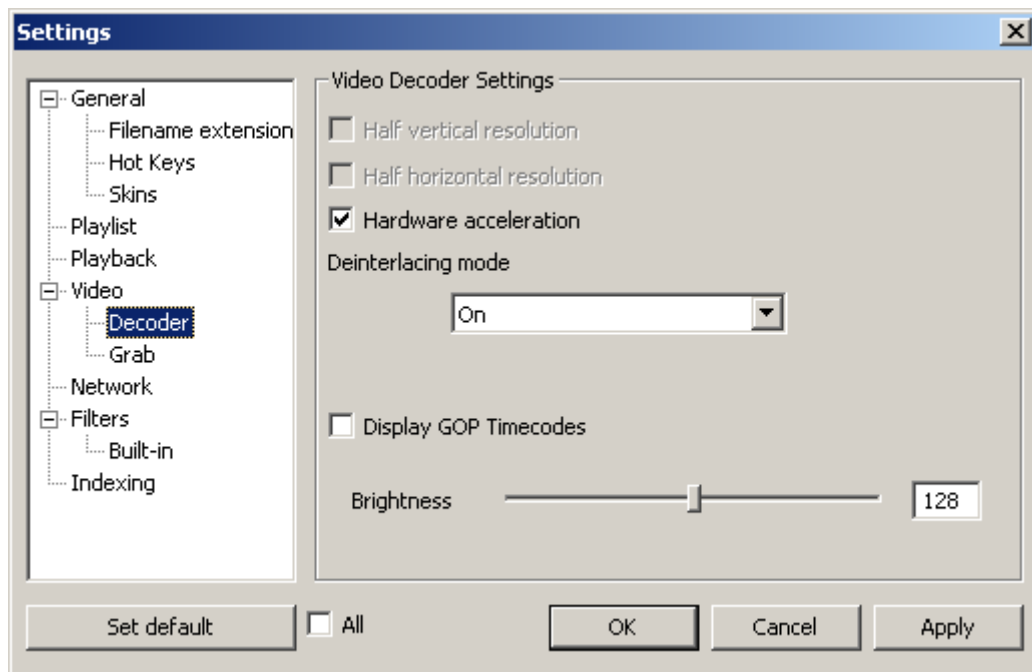 Settings
General
Filename extension
Hot Keys
Skins
Playlist
Playback
Video
Decoder
Grab
Network
Filters
Built-in
Indexing
Video Decoder Settings
Half vertical resolution
Half horizontal resolution
Hardware acceleration
Deinterlacing mode
On
Display GOP Timecodes
Brightness 128
Set default All OK Cancel Apply